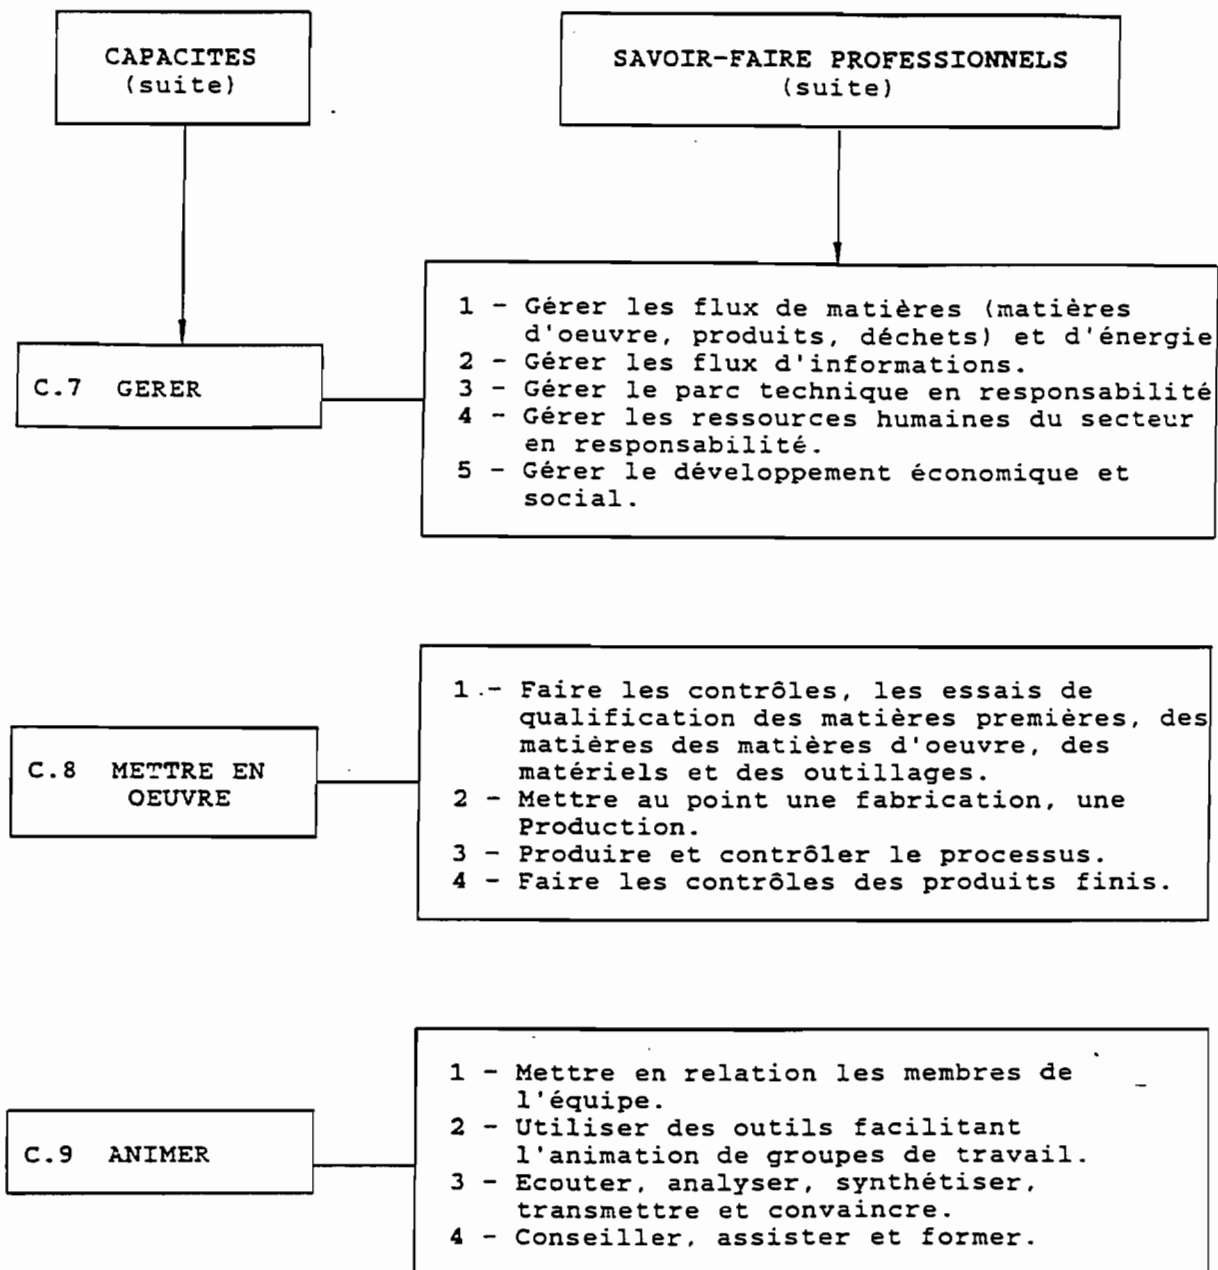 CAPACITES
(suite)
SAVOIR-FAIRE PROFESSIONNELS
(suite)
C.7 GERER
1 - Gérer les flux de matières (matières
d'oeuvre, produits, déchets) et d'énergie
2 - Gérer les flux d'informations.
3 - Gérer le parc technique en responsabilité
4 - Gérer les ressources humaines du secteur
en responsabilité.
5 - Gérer le développement économique et
social.
C.8 METTRE EN
OEUVRE
1 - Faire les contrôles, les essais de
qualification des matières premières, des
matières des matières d'oeuvre, des
matériels et des outillages.
2 - Mettre au point une fabrication, une
Production.
3 - Produire et contrôler le processus.
4 - Faire les contrôles des produits finis.
C.9 ANIMER
1 - Mettre en relation les membres de
l'équipe.
2 - Utiliser des outils facilitant
l'animation de groupes de travail.
3 - Ecouter, analyser, synthétiser,
transmettre et convaincre.
4 - Conseiller, assister et former.